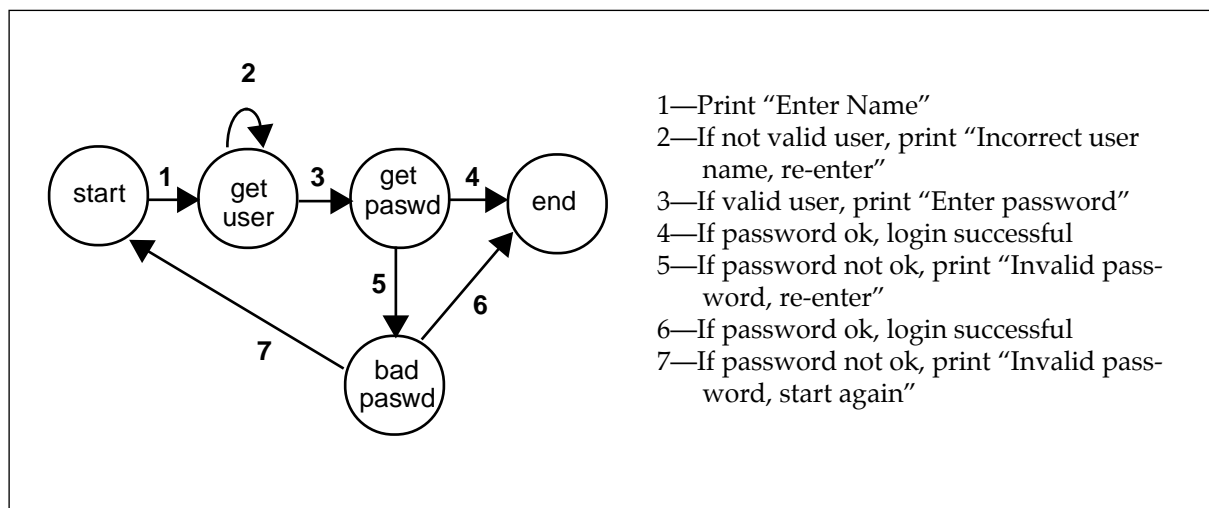 2
start
1
get
user
3
get
paswd
4
end
5
6
7
bad
paswd
1—Print “Enter Name”
2—If not valid user, print “Incorrect user
name, re-enter”
3—If valid user, print “Enter password”
4—If password ok, login successful
5—If password not ok, print “Invalid pass-
word, re-enter”
6—If password ok, login successful
7—If password not ok, print “Invalid pass-
word, start again”